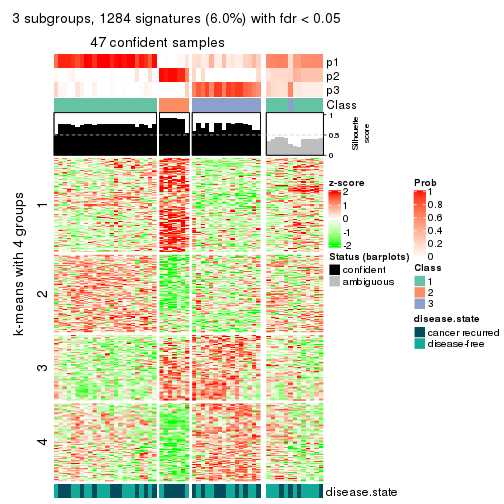 3 subgroups, 1284 signatures (6.0%) with fdr < 0.05
47 confident samples
p1
p2
p3
Class
1
0.5
0
Silhouette
score
k-means with 4 groups
1
2
3
4
disease.state
z-score
2
1
0
-1
-2
Status (barplots)
confident
ambiguous
Prob
1
0.8
0.6
0.4
0.2
0
Class
1
2
3
disease.state
cancer recurred
disease-free